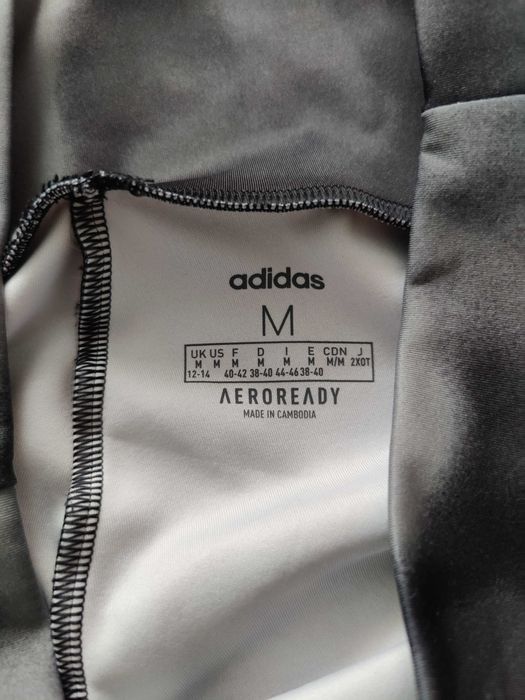 adidas
M
UK US F D I E CDN J
M M M M M M M/M 2XOT
12-14 40-42 38-40 44-46 38-40
AEROREADY
MADE IN CAMBODIA